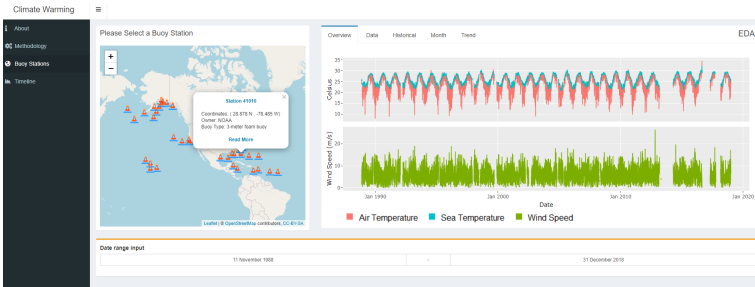 Climate Warming
About
Methodology
Buoy Stations
Timeline
Please Select a Buoy Station
+
−
Station 41010
×
Coordinates: ( 28.878 N , -78.485 W)
Owner: NOAA
Buoy Type: 3-meter foam buoy
Read More
Leaflet | © OpenStreetMap contributors, CC-BY-SA
Overview Data Historical Month Trend EDA
Celsius
35-
30-
25-
20-
15-
10-
Wind Speed [m/s]
20-
10-
0-
Jan 1990 Jan 2000 Jan 2010 Jan 2020
Date
Air Temperature Sea Temperature Wind Speed
Date range input
11 November 1988 - 31 December 2018